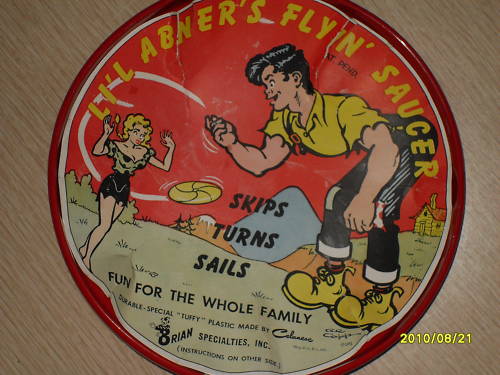 LI'L ABNER'S FLYIN' SAUCER
PAT. PEND.
SKIPS
TURNS
SAILS
FUN FOR THE WHOLE FAMILY
DURABLE-SPECIAL "TUFFY" PLASTIC MADE BY Celanese
ORIAN SPECIALTIES, INC.
(INSTRUCTIONS ON OTHER SIDE)
2010/08/21